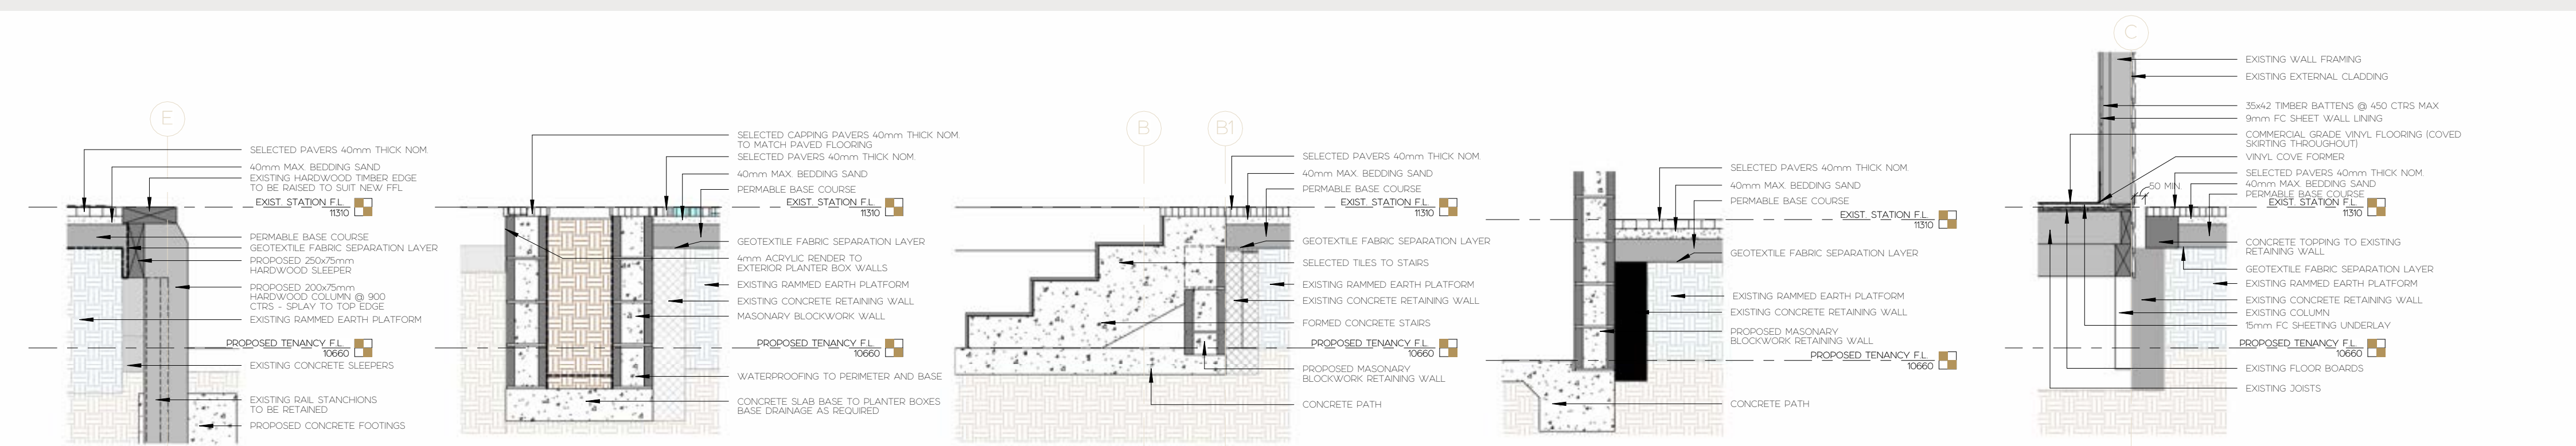 E
SELECTED PAVERS 40mm THICK NOM.
40mm MAX. BEDDING SAND
EXISTING HARDWOOD TIMBER EDGE
TO BE RAISED TO SUIT NEW FFL
EXIST. STATION F.L.
11310
PERMABLE BASE COURSE
GEOTEXTILE FABRIC SEPARATION LAYER
PROPOSED 250x75mm
HARDWOOD SLEEPER
PROPOSED 200x75mm
HARDWOOD COLUMN @ 900
CTRS - SPLAY TO TOP EDGE
EXISTING RAMMED EARTH PLATFORM
PROPOSED TENANCY F.L.
10660
EXISTING CONCRETE SLEEPERS
EXISTING RAIL STANCHIONS
TO BE RETAINED
PROPOSED CONCRETE FOOTINGS
SELECTED CAPPING PAVERS 40mm THICK NOM.
TO MATCH PAVED FLOORING
SELECTED PAVERS 40mm THICK NOM.
40mm MAX. BEDDING SAND
PERMABLE BASE COURSE
EXIST. STATION F.L.
11310
GEOTEXTILE FABRIC SEPARATION LAYER
4mm ACRYLIC RENDER TO
EXTERIOR PLANTER BOX WALLS
EXISTING RAMMED EARTH PLATFORM
EXISTING CONCRETE RETAINING WALL
MASONARY BLOCKWORK WALL
PROPOSED TENANCY F.L.
10660
WATERPROOFING TO PERIMETER AND BASE
CONCRETE SLAB BASE TO PLANTER BOXES
BASE DRAINAGE AS REQUIRED
B
B1
SELECTED PAVERS 40mm THICK NOM.
40mm MAX. BEDDING SAND
PERMABLE BASE COURSE
EXIST. STATION F.L.
11310
GEOTEXTILE FABRIC SEPARATION LAYER
SELECTED TILES TO STAIRS
EXISTING RAMMED EARTH PLATFORM
EXISTING CONCRETE RETAINING WALL
FORMED CONCRETE STAIRS
PROPOSED TENANCY F.L.
10660
PROPOSED MASONARY
BLOCKWORK RETAINING WALL
CONCRETE PATH
SELECTED PAVERS 40mm THICK NOM.
40mm MAX. BEDDING SAND
PERMABLE BASE COURSE
EXIST. STATION F.L.
11310
GEOTEXTILE FABRIC SEPARATION LAYER
EXISTING RAMMED EARTH PLATFORM
EXISTING CONCRETE RETAINING WALL
PROPOSED MASONARY
BLOCKWORK RETAINING WALL
PROPOSED TENANCY F.L.
10660
CONCRETE PATH
C
EXISTING WALL FRAMING
EXISTING EXTERNAL CLADDING
35x42 TIMBER BATTENS @ 450 CTRS MAX
9mm FC SHEET WALL LINING
COMMERCIAL GRADE VINYL FLOORING (COVED
SKIRTING THROUGHOUT)
VINYL COVE FORMER
SELECTED PAVERS 40mm THICK NOM.
50 MIN.
40mm MAX. BEDDING SAND
PERMABLE BASE COURSE
EXIST. STATION F.L.
11310
CONCRETE TOPPING TO EXISTING
RETAINING WALL
GEOTEXTILE FABRIC SEPARATION LAYER
EXISTING RAMMED EARTH PLATFORM
EXISTING CONCRETE RETAINING WALL
EXISTING COLUMN
15mm FC SHEETING UNDERLAY
PROPOSED TENANCY F.L.
10660
EXISTING FLOOR BOARDS
EXISTING JOISTS